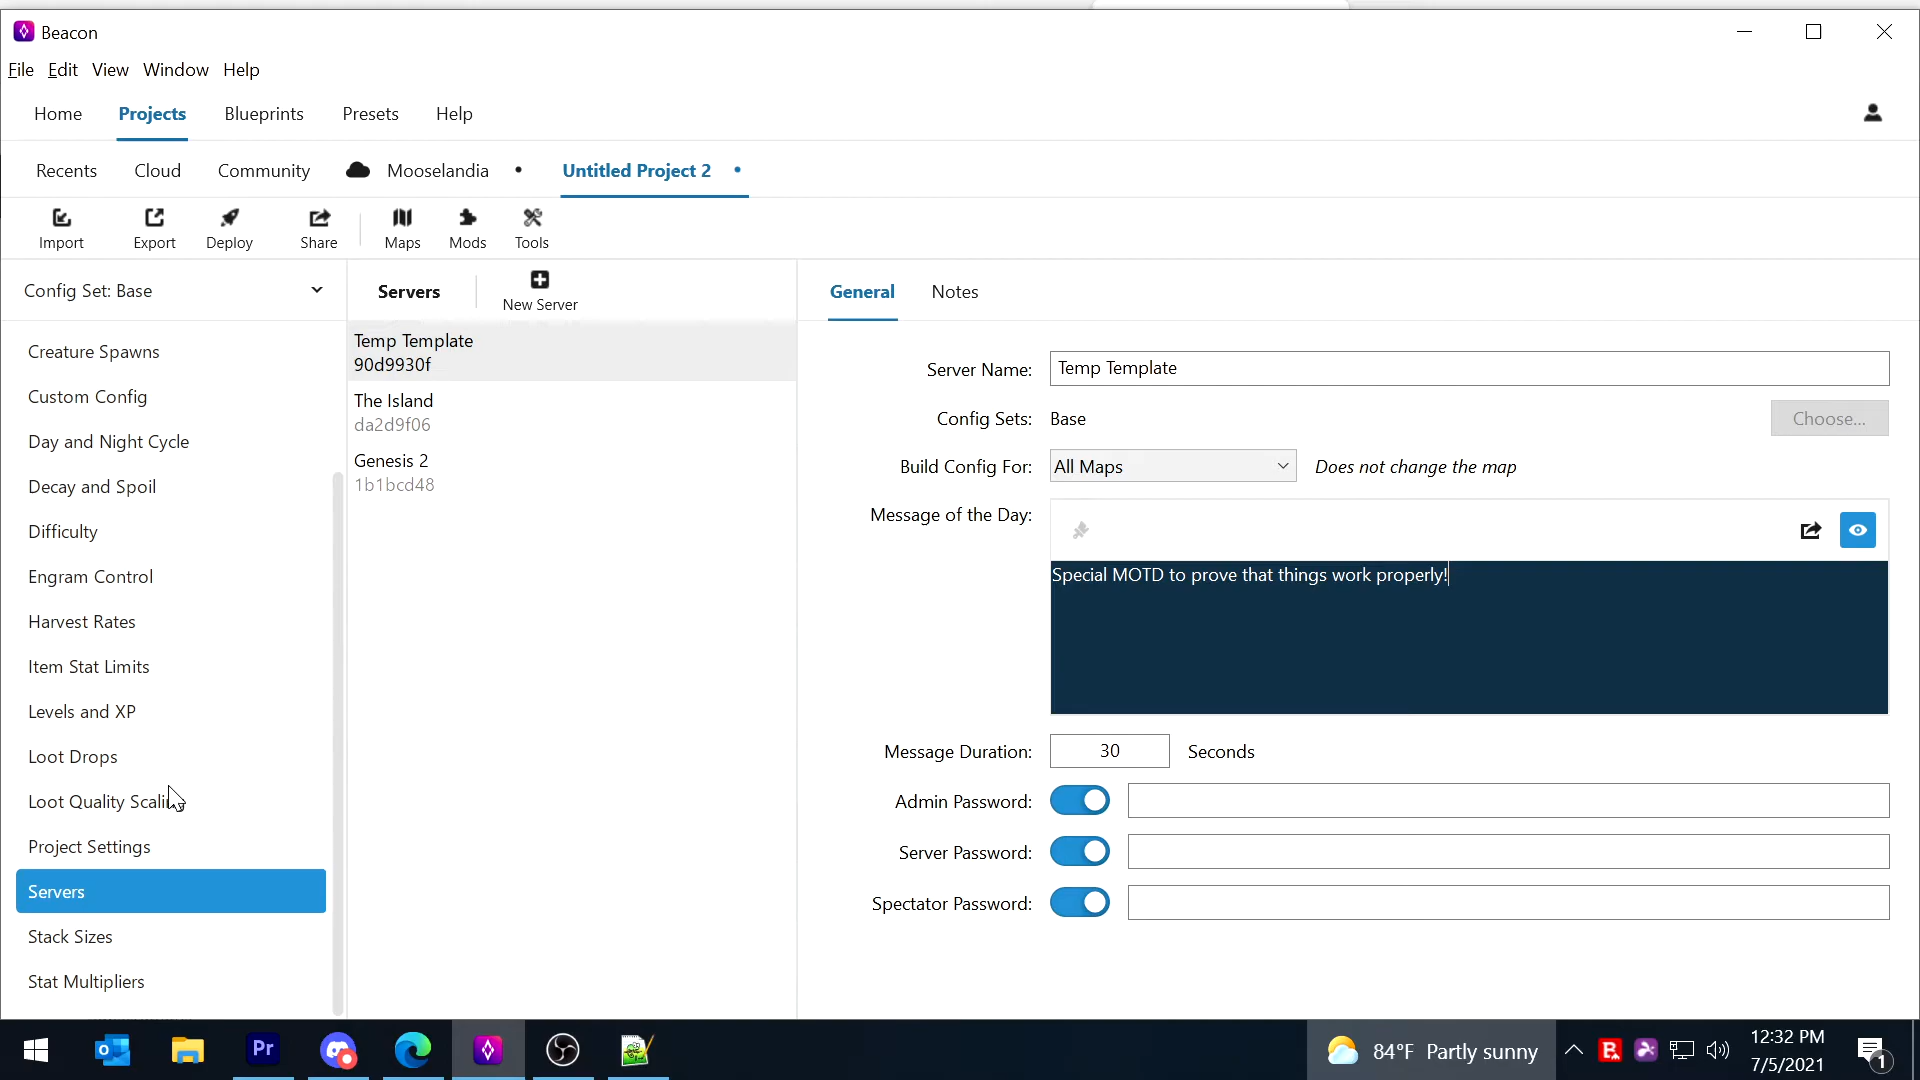 Beacon
File Edit View Window Help
Home Projects Blueprints Presets Help
Recents Cloud Community Mooselandia • Untitled Project 2 •
Import Export Deploy Share Maps Mods Tools
Config Set: Base
Creature Spawns
Custom Config
Day and Night Cycle
Decay and Spoil
Difficulty
Engram Control
Harvest Rates
Item Stat Limits
Levels and XP
Loot Drops
Loot Quality Scaling
Project Settings
Servers
Stack Sizes
Stat Multipliers
Servers
New Server
Temp Template
90d9930f
The Island
da2d9f06
Genesis 2
1b1bcd48
General Notes
Server Name: Temp Template
Config Sets: Base Choose...
Build Config For: All Maps Does not change the map
Message of the Day:
Special MOTD to prove that things work properly!
Message Duration: 30 Seconds
Admin Password:
Server Password:
Spectator Password:
Pr
84°F Partly sunny
12:32 PM
7/5/2021
1